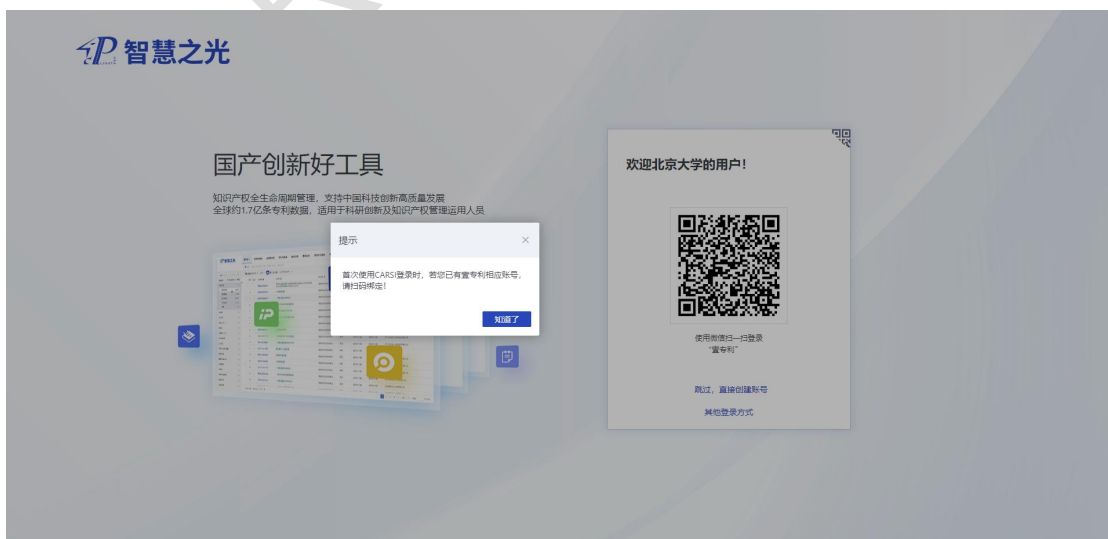 智慧之光
国产创新好工具
知识产权全生命周期管理，支持中国科技创新高质量发展
全球约1.7亿条专利数据，适用于科研创新及知识产权管理运用人员
提示
首次使用CARSI登录时，若您已有壹专利相应账号，
请扫码绑定！
知道了
欢迎北京大学的用户！
使用微信扫一扫登录
“壹专利”
跳过，直接创建账号
其他登录方式